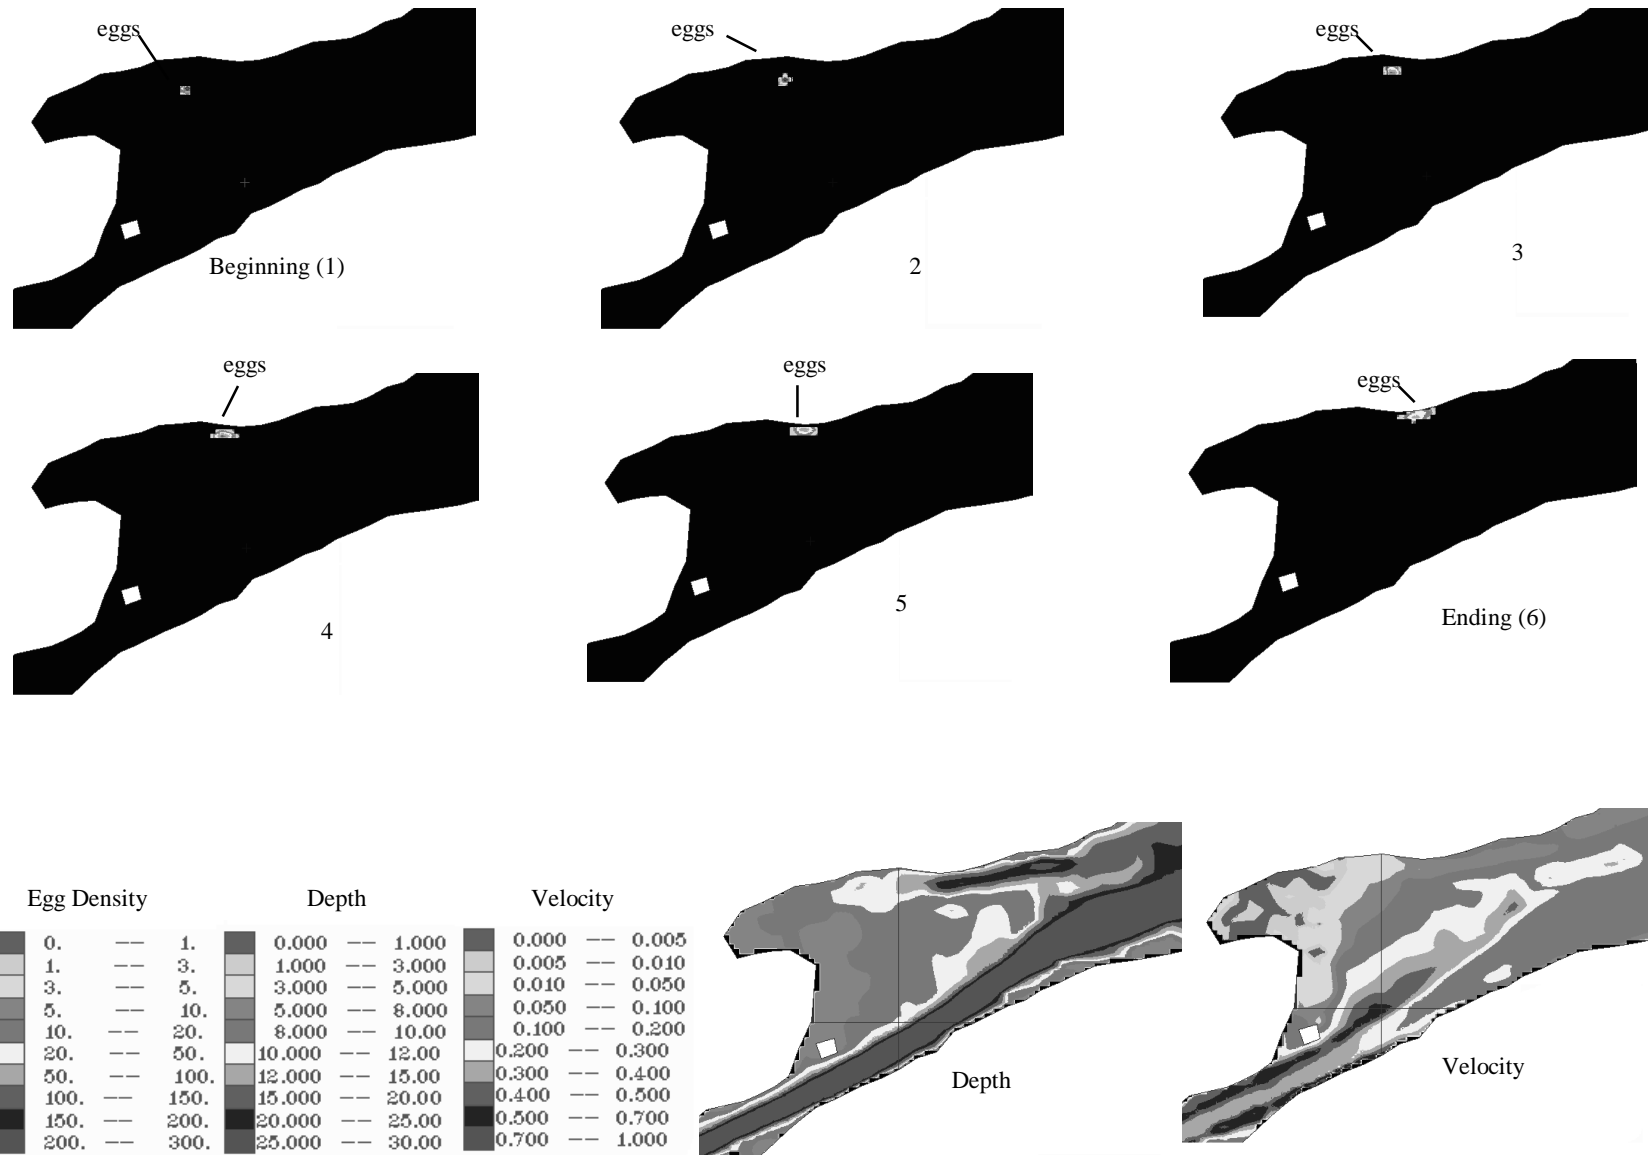 eggs
eggs
eggs
Beginning (1)
2
3
eggs
eggs
eggs
4
5
Ending (6)
Egg Density
Depth
Velocity
0. -- 1.
1. -- 3.
3. -- 5.
5. -- 10.
10. -- 20.
20. -- 50.
50. -- 100.
100. -- 150.
150. -- 200.
200. -- 300.
0.000 -- 1.000
1.000 -- 3.000
3.000 -- 5.000
5.000 -- 8.000
8.000 -- 10.00
10.000 -- 12.00
12.000 -- 15.00
15.000 -- 20.00
20.000 -- 25.00
25.000 -- 30.00
0.000 -- 0.005
0.005 -- 0.010
0.010 -- 0.050
0.050 -- 0.100
0.100 -- 0.200
0.200 -- 0.300
0.300 -- 0.400
0.400 -- 0.500
0.500 -- 0.700
0.700 -- 1.000
Depth
Velocity